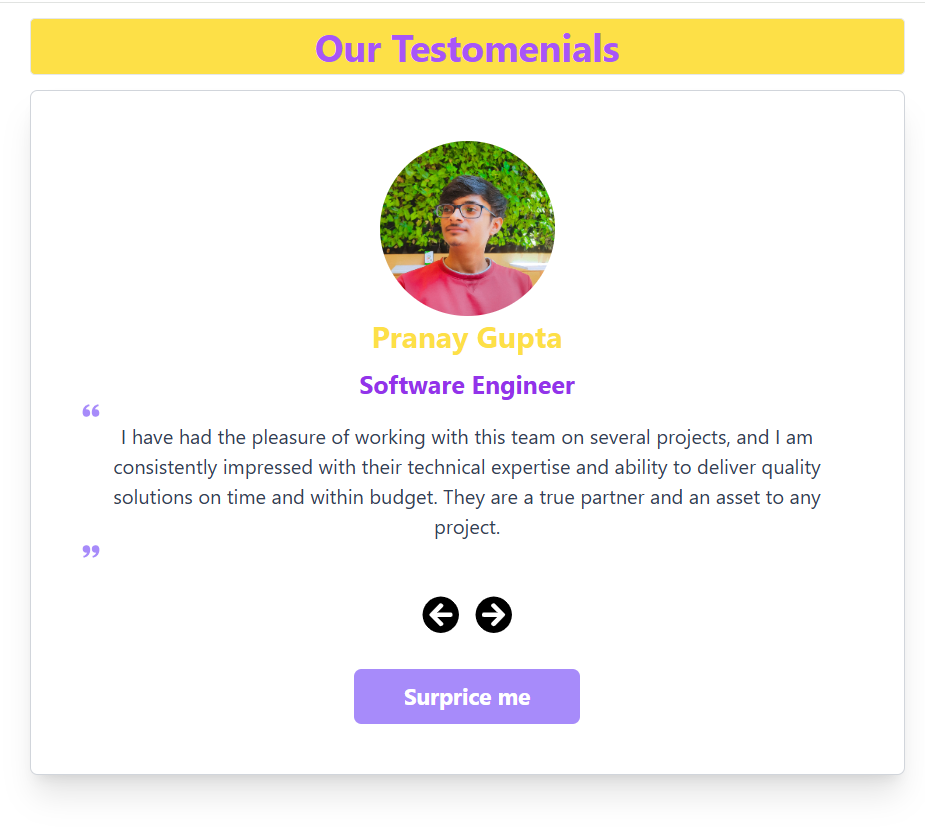 Our Testomenials
Pranay Gupta
Software Engineer
“
I have had the pleasure of working with this team on several projects, and I am
consistently impressed with their technical expertise and ability to deliver quality
solutions on time and within budget. They are a true partner and an asset to any
project.
”
Surprice me